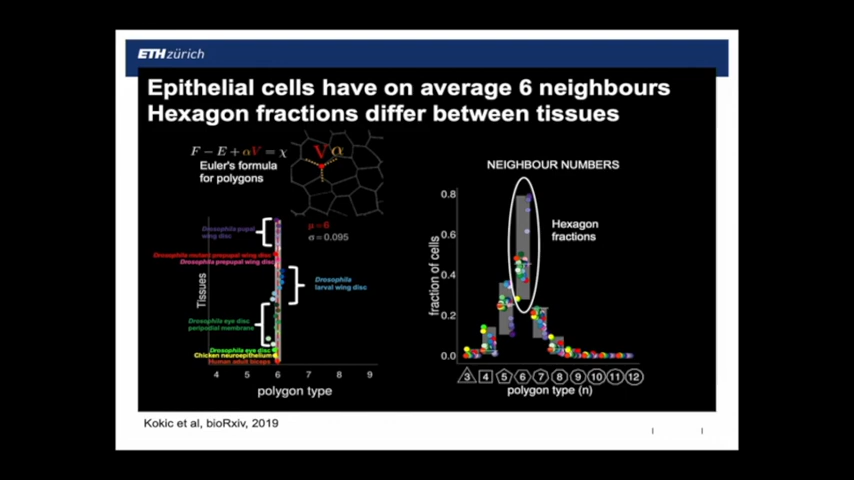 ETH zürich
Epithelial cells have on average 6 neighbours
Hexagon fractions differ between tissues
F − E + αV = χ
Euler's formula
for polygons
V α
μ = 6
σ = 0.095
Drosophila pupal
wing disc
Drosophila mutant prepupal wing disc
Drosophila prepupal wing disc
Drosophila
larval wing disc
Drosophila eye disc
peripodial membrane
Drosophila eye disc
Chicken neuroepithelium
Human adult biceps
Tissues
4 5 6 7 8 9
polygon type
NEIGHBOUR NUMBERS
Hexagon
fractions
fraction of cells
0.8
0.6
0.4
0.2
0.0
3 4 5 6 7 8 9 10 11 12
polygon type (n)
Kokic et al, bioRxiv, 2019